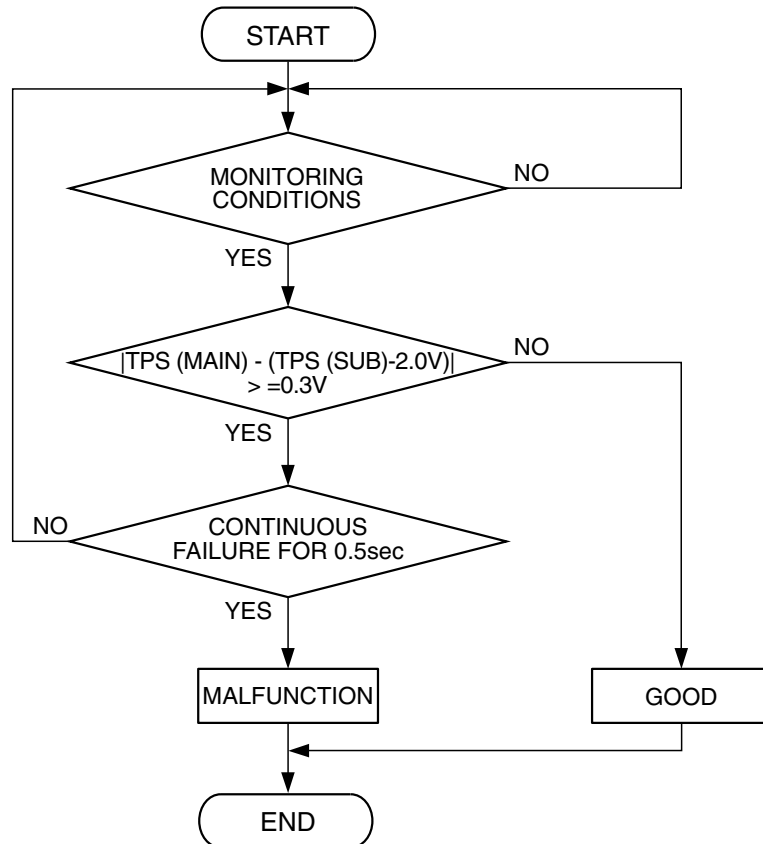 START
MONITORING
CONDITIONS
NO
YES
|TPS (MAIN) - (TPS (SUB)-2.0V)|
> =0.3V
NO
YES
CONTINUOUS
FAILURE FOR 0.5sec
NO
YES
MALFUNCTION
GOOD
END